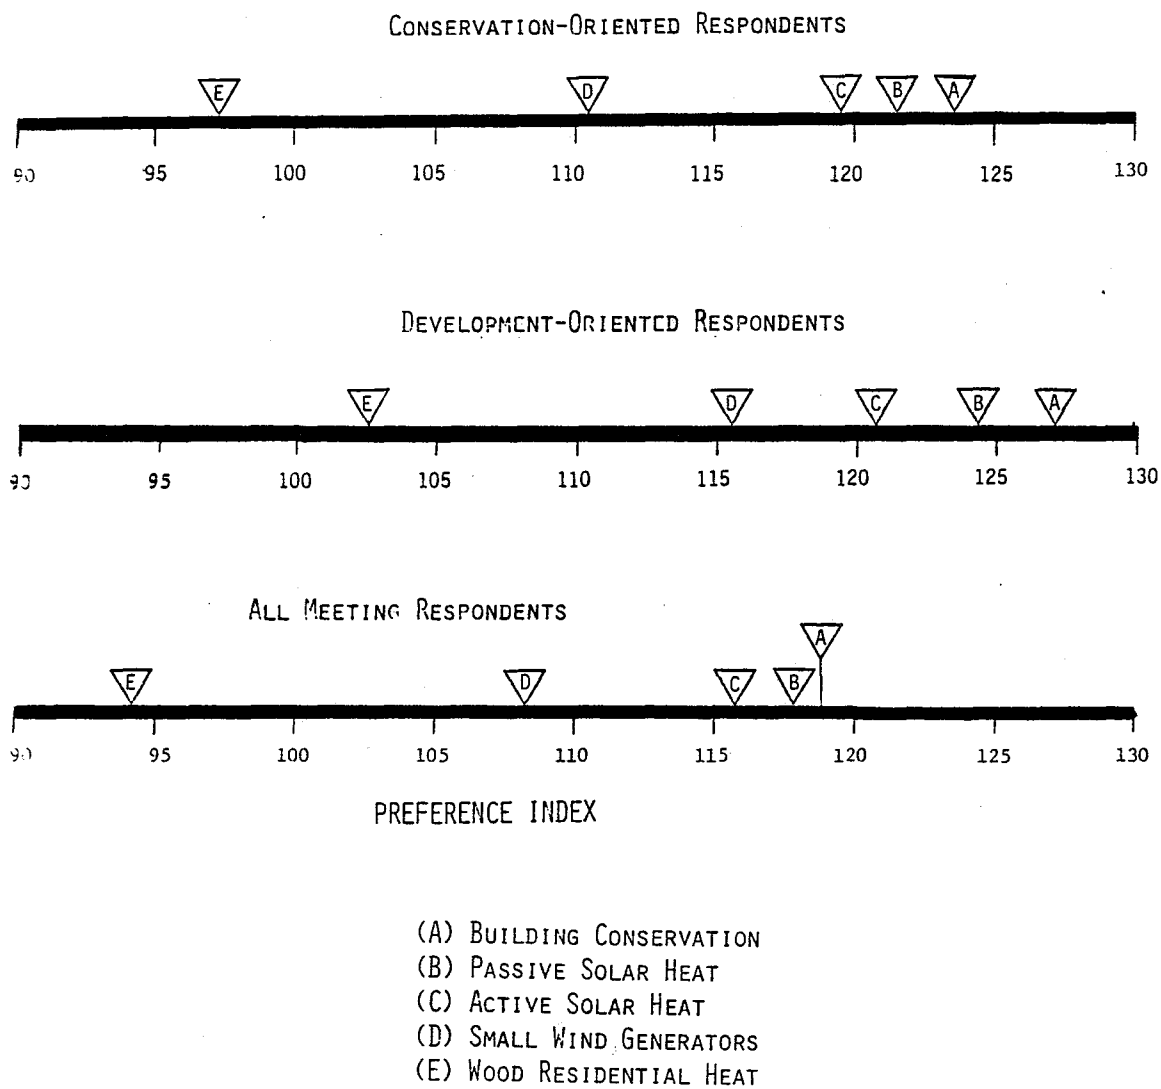 CONSERVATION-ORIENTED RESPONDENTS
E D C B A
90 95 100 105 110 115 120 125 130
DEVELOPMENT-ORIENTED RESPONDENTS
E D C B A
90 95 100 105 110 115 120 125 130
ALL MEETING RESPONDENTS
A
E D C B
90 95 100 105 110 115 120 125 130
PREFERENCE INDEX
(A) BUILDING CONSERVATION
(B) PASSIVE SOLAR HEAT
(C) ACTIVE SOLAR HEAT
(D) SMALL WIND GENERATORS
(E) WOOD RESIDENTIAL HEAT